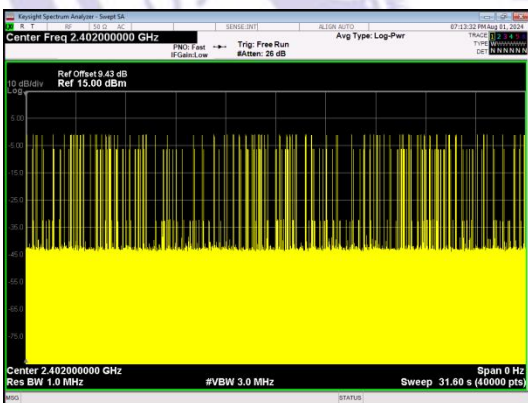 Keysight Spectrum Analyzer - Swept SA
R T RF 50 Ω AC SENSE:INT ALIGN AUTO 07:13:32 PM Aug 01, 2024
Center Freq 2.402000000 GHz
PNO: Fast
IFGain:Low
Trig: Free Run
#Atten: 26 dB
Avg Type: Log-Pwr
TRACE 1 2 3 4 5 6
TYPE
DET N N N N N N
Ref Offset 9.43 dB
10 dB/div Ref 15.00 dBm
Log
5.00
-5.00
-15.0
-25.0
-35.0
-45.0
-55.0
-65.0
-75.0
Center 2.402000000 GHz Span 0 Hz
Res BW 1.0 MHz #VBW 3.0 MHz Sweep 31.60 s (40000 pts)
MSG STATUS